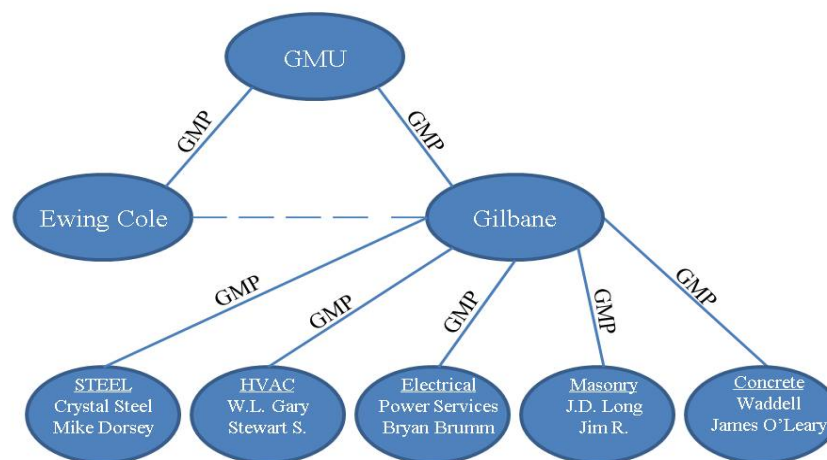 GMU
GMP
GMP
Ewing Cole
Gilbane
GMP
GMP
GMP
GMP
GMP
STEEL
Crystal Steel
Mike Dorsey
HVAC
W.L. Gary
Stewart S.
Electrical
Power Services
Bryan Brumm
Masonry
J.D. Long
Jim R.
Concrete
Waddell
James O’Leary